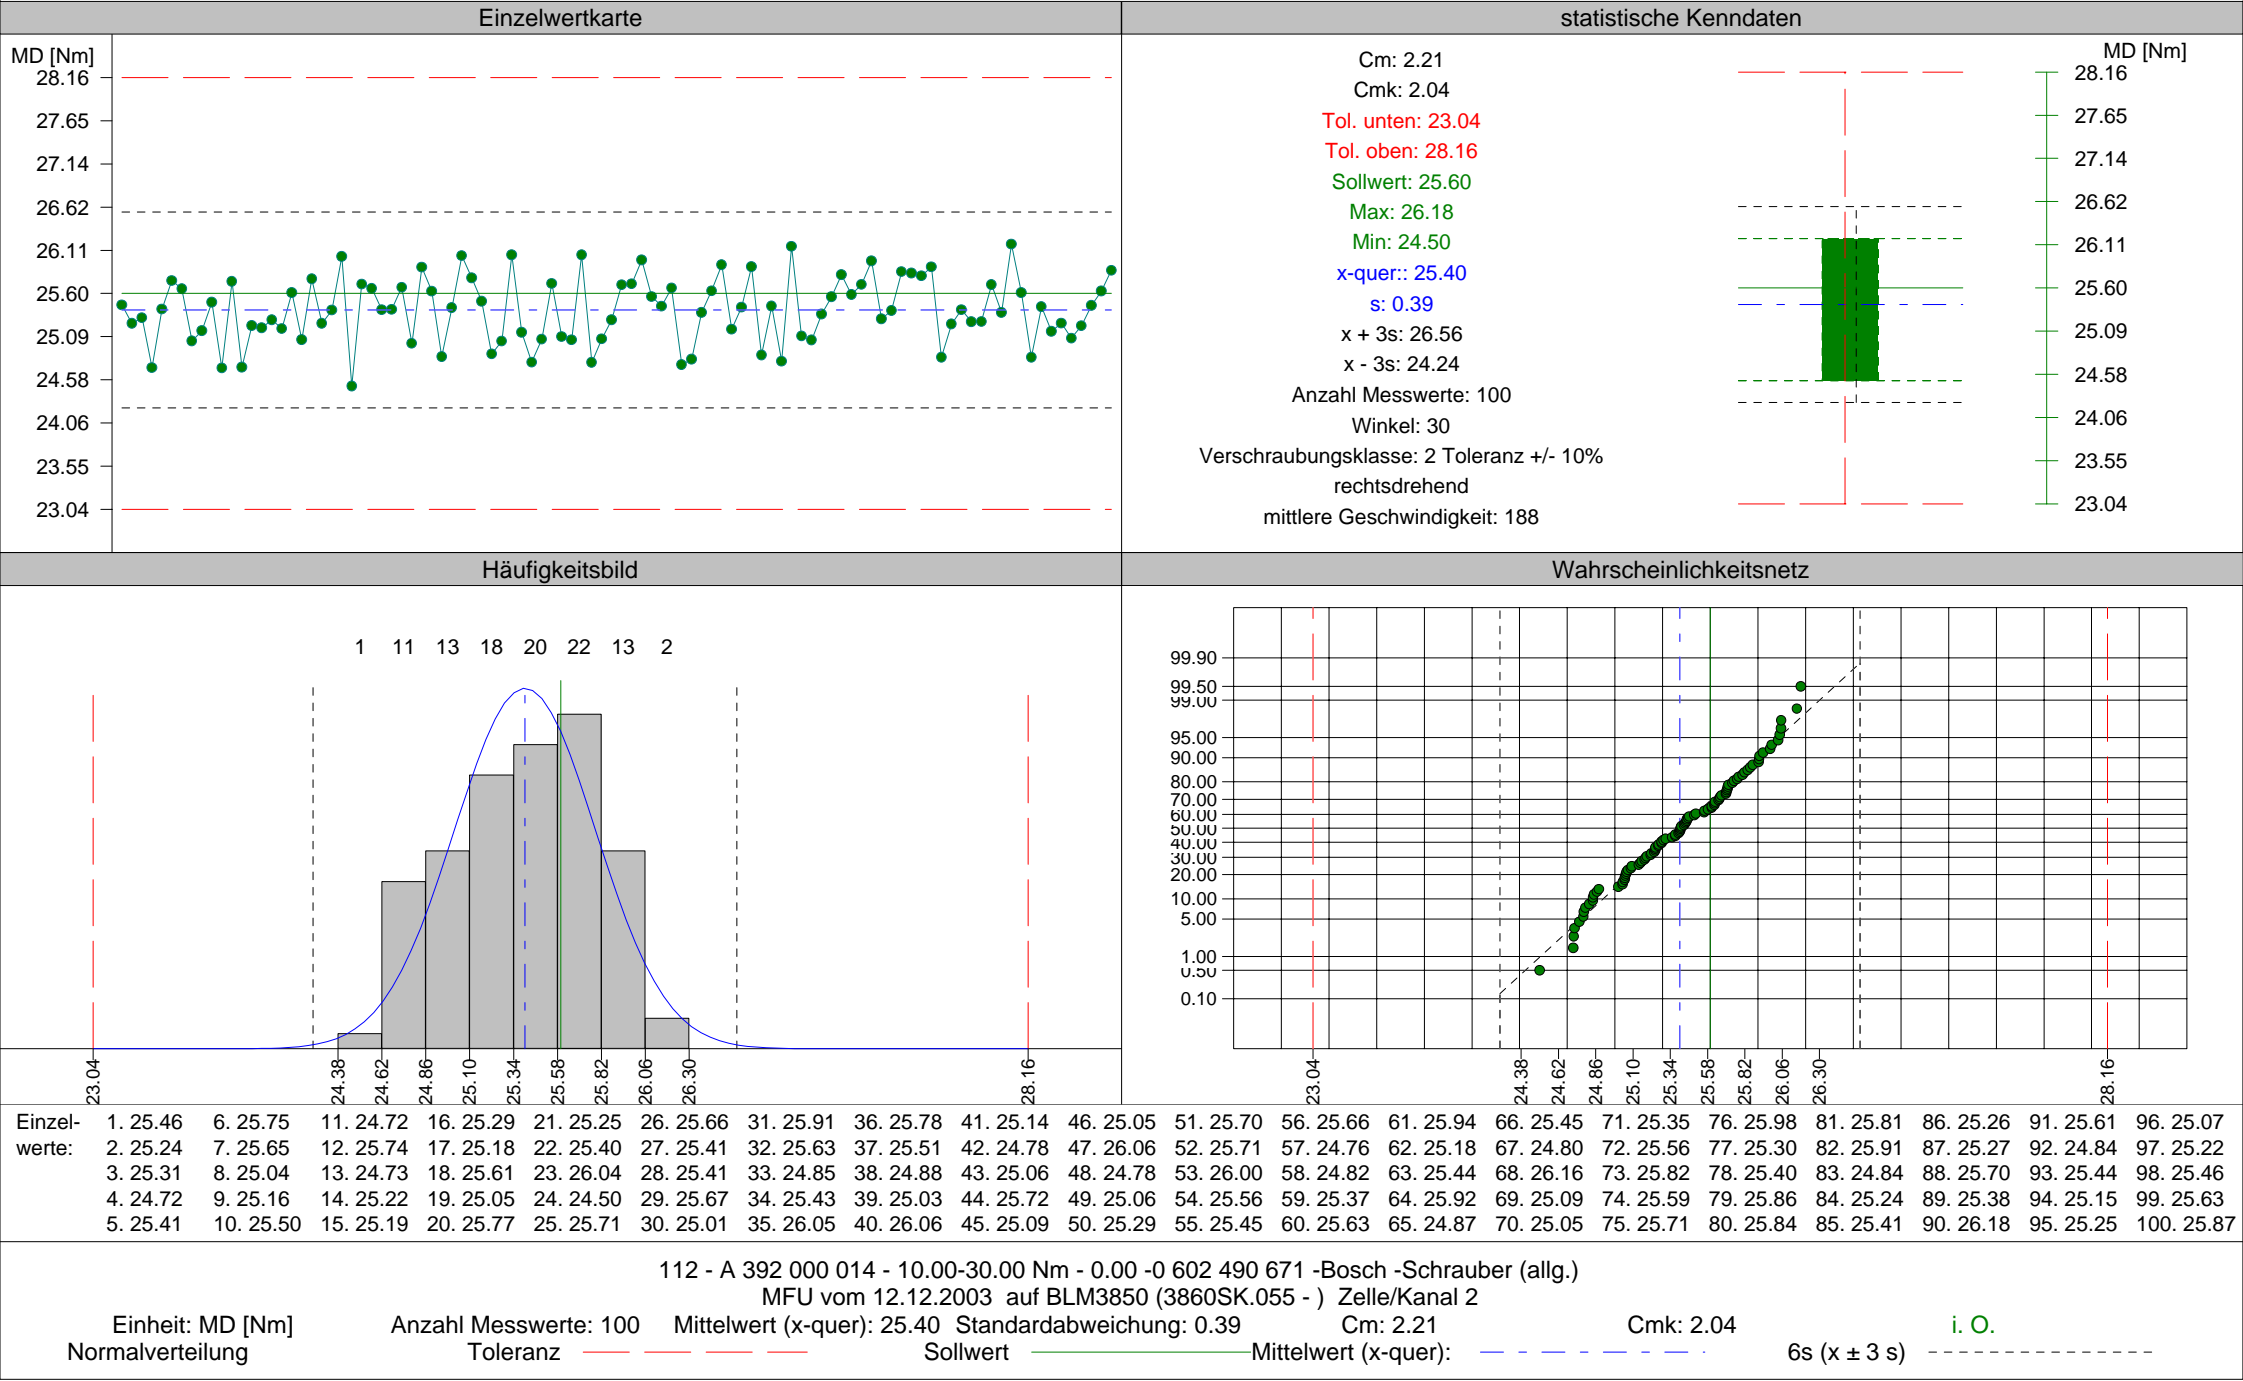 Einzelwertkarte
MD [Nm]
28.16
27.65
27.14
26.62
26.11
25.60
25.09
24.58
24.06
23.55
23.04
statistische Kenndaten
Cm: 2.21
Cmk: 2.04
Tol. unten: 23.04
Tol. oben: 28.16
Sollwert: 25.60
Max: 26.18
Min: 24.50
x-quer:: 25.40
s: 0.39
x + 3s: 26.56
x - 3s: 24.24
Anzahl Messwerte: 100
Winkel: 30
Verschraubungsklasse: 2 Toleranz +/- 10%
rechtsdrehend
mittlere Geschwindigkeit: 188
MD [Nm]
28.16
27.65
27.14
26.62
26.11
25.60
25.09
24.58
24.06
23.55
23.04
Häufigkeitsbild
1 11 13 18 20 22 13 2
23.04 24.38 24.62 24.86 25.10 25.34 25.58 25.82 26.06 26.30 28.16
Wahrscheinlichkeitsnetz
99.90
99.50
99.00
95.00
90.00
80.00
70.00
60.00
50.00
40.00
30.00
20.00
10.00
5.00
1.00
0.50
0.10
23.04 24.38 24.62 24.86 25.10 25.34 25.58 25.82 26.06 26.30 28.16
Einzel- 1. 25.46 6. 25.75 11. 24.72 16. 25.29 21. 25.25 26. 25.66 31. 25.91 36. 25.78 41. 25.14 46. 25.05 51. 25.70 56. 25.66 61. 25.94 66. 25.45 71. 25.35 76. 25.98 81. 25.81 86. 25.26 91. 25.61 96. 25.07
werte: 2. 25.24 7. 25.65 12. 25.74 17. 25.18 22. 25.40 27. 25.41 32. 25.63 37. 25.51 42. 24.78 47. 26.06 52. 25.71 57. 24.76 62. 25.18 67. 24.80 72. 25.56 77. 25.30 82. 25.91 87. 25.27 92. 24.84 97. 25.22
3. 25.31 8. 25.04 13. 24.73 18. 25.61 23. 26.04 28. 25.41 33. 24.85 38. 24.88 43. 25.06 48. 24.78 53. 26.00 58. 24.82 63. 25.44 68. 26.16 73. 25.82 78. 25.40 83. 24.84 88. 25.70 93. 25.44 98. 25.46
4. 24.72 9. 25.16 14. 25.22 19. 25.05 24. 24.50 29. 25.67 34. 25.43 39. 25.03 44. 25.72 49. 25.06 54. 25.56 59. 25.37 64. 25.92 69. 25.09 74. 25.59 79. 25.86 84. 25.24 89. 25.38 94. 25.15 99. 25.63
5. 25.41 10. 25.50 15. 25.19 20. 25.77 25. 25.71 30. 25.01 35. 26.05 40. 26.06 45. 25.09 50. 25.29 55. 25.45 60. 25.63 65. 24.87 70. 25.05 75. 25.71 80. 25.84 85. 25.41 90. 26.18 95. 25.25 100. 25.87
112 - A 392 000 014 - 10.00-30.00 Nm - 0.00 -0 602 490 671 -Bosch -Schrauber (allg.)
MFU vom 12.12.2003 auf BLM3850 (3860SK.055 - ) Zelle/Kanal 2
Einheit: MD [Nm] Anzahl Messwerte: 100 Mittelwert (x-quer): 25.40 Standardabweichung: 0.39 Cm: 2.21 Cmk: 2.04 i. O.
Normalverteilung Toleranz Sollwert Mittelwert (x-quer): 6s (x ± 3 s)